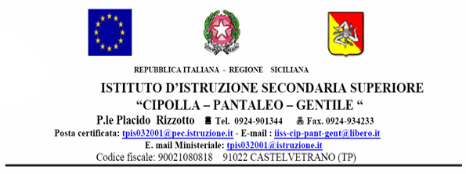 REPUBBLICA ITALIANA - REGIONE SICILIANA
ISTITUTO D'ISTRUZIONE SECONDARIA SUPERIORE
“CIPOLLA – PANTALEO – GENTILE “
P.le Placido Rizzotto ☎ Tel. 0924-901344 Fax. 0924-934233
Posta certificata: tpis032001@pec.istruzione.it - E-mail : iiss-cip-pant-gent@libero.it
E. mail Ministeriale: tpis032001@istruzione.it
Codice fiscale: 90021080818 91022 CASTELVETRANO (TP)